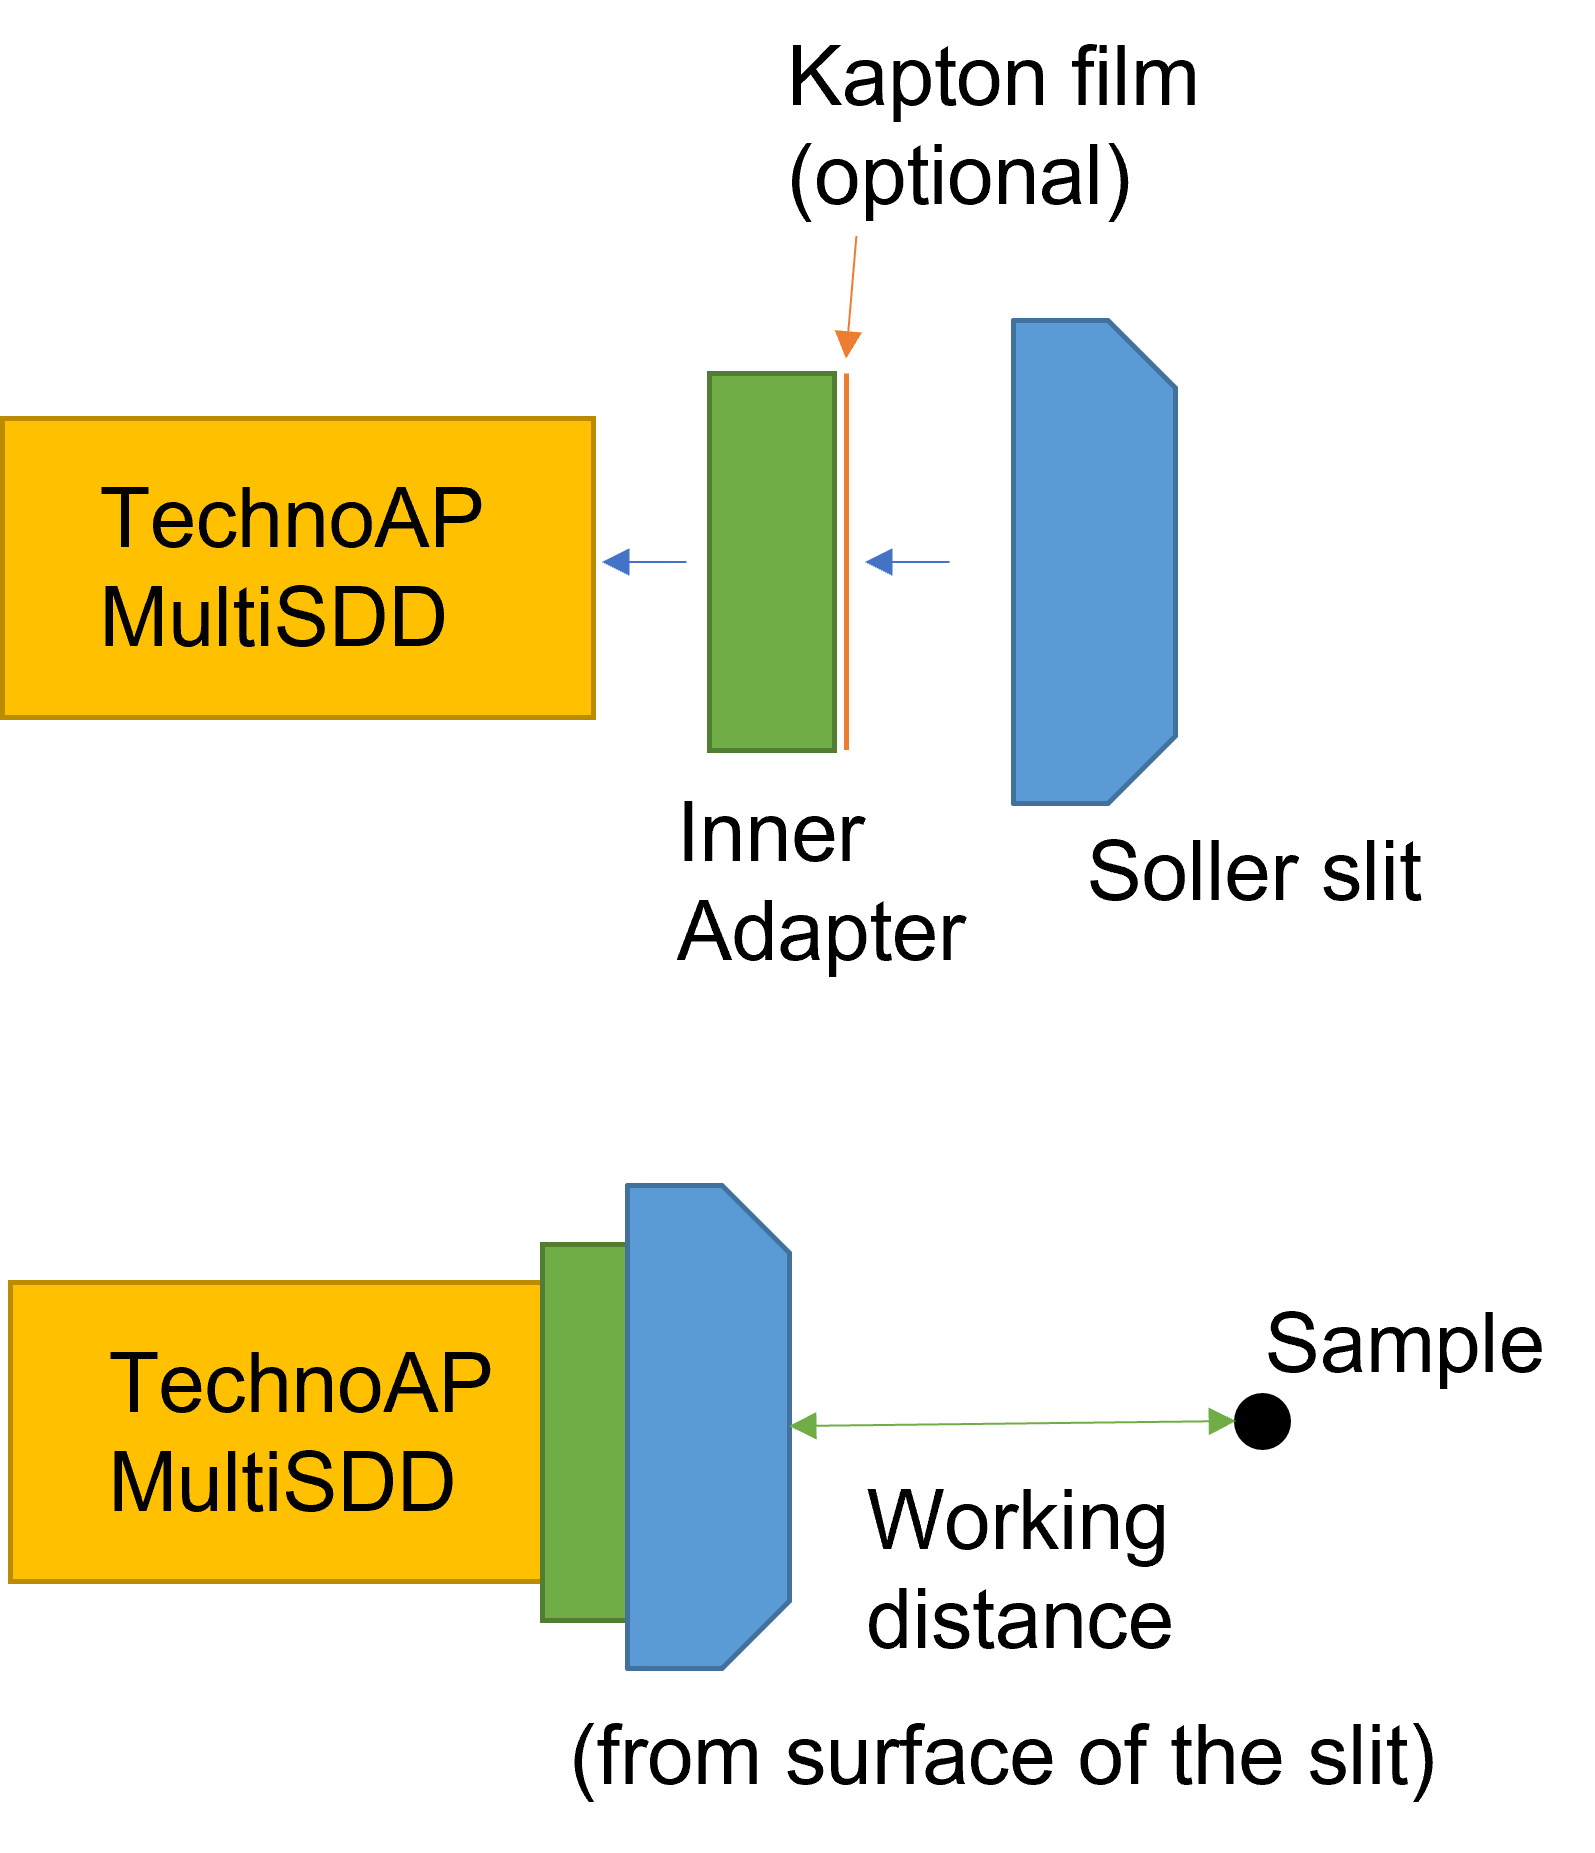 Kapton film
(optional)
TechnoAP
MultiSDD
Inner
Adapter
Soller slit
TechnoAP
MultiSDD
Sample
Working
distance
(from surface of the slit)